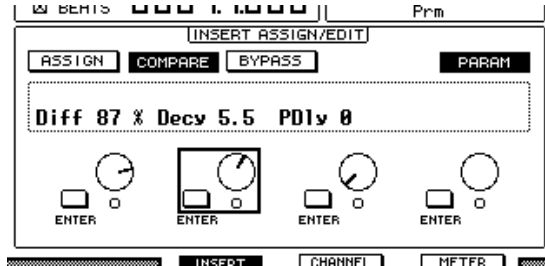 BEATS
Prm
INSERT ASSIGN/EDIT
ASSIGN COMPARE BYPASS PARAM
Diff 87 % Decy 5.5 PDly 0
ENTER ENTER ENTER ENTER
INSERT CHANNEL METER